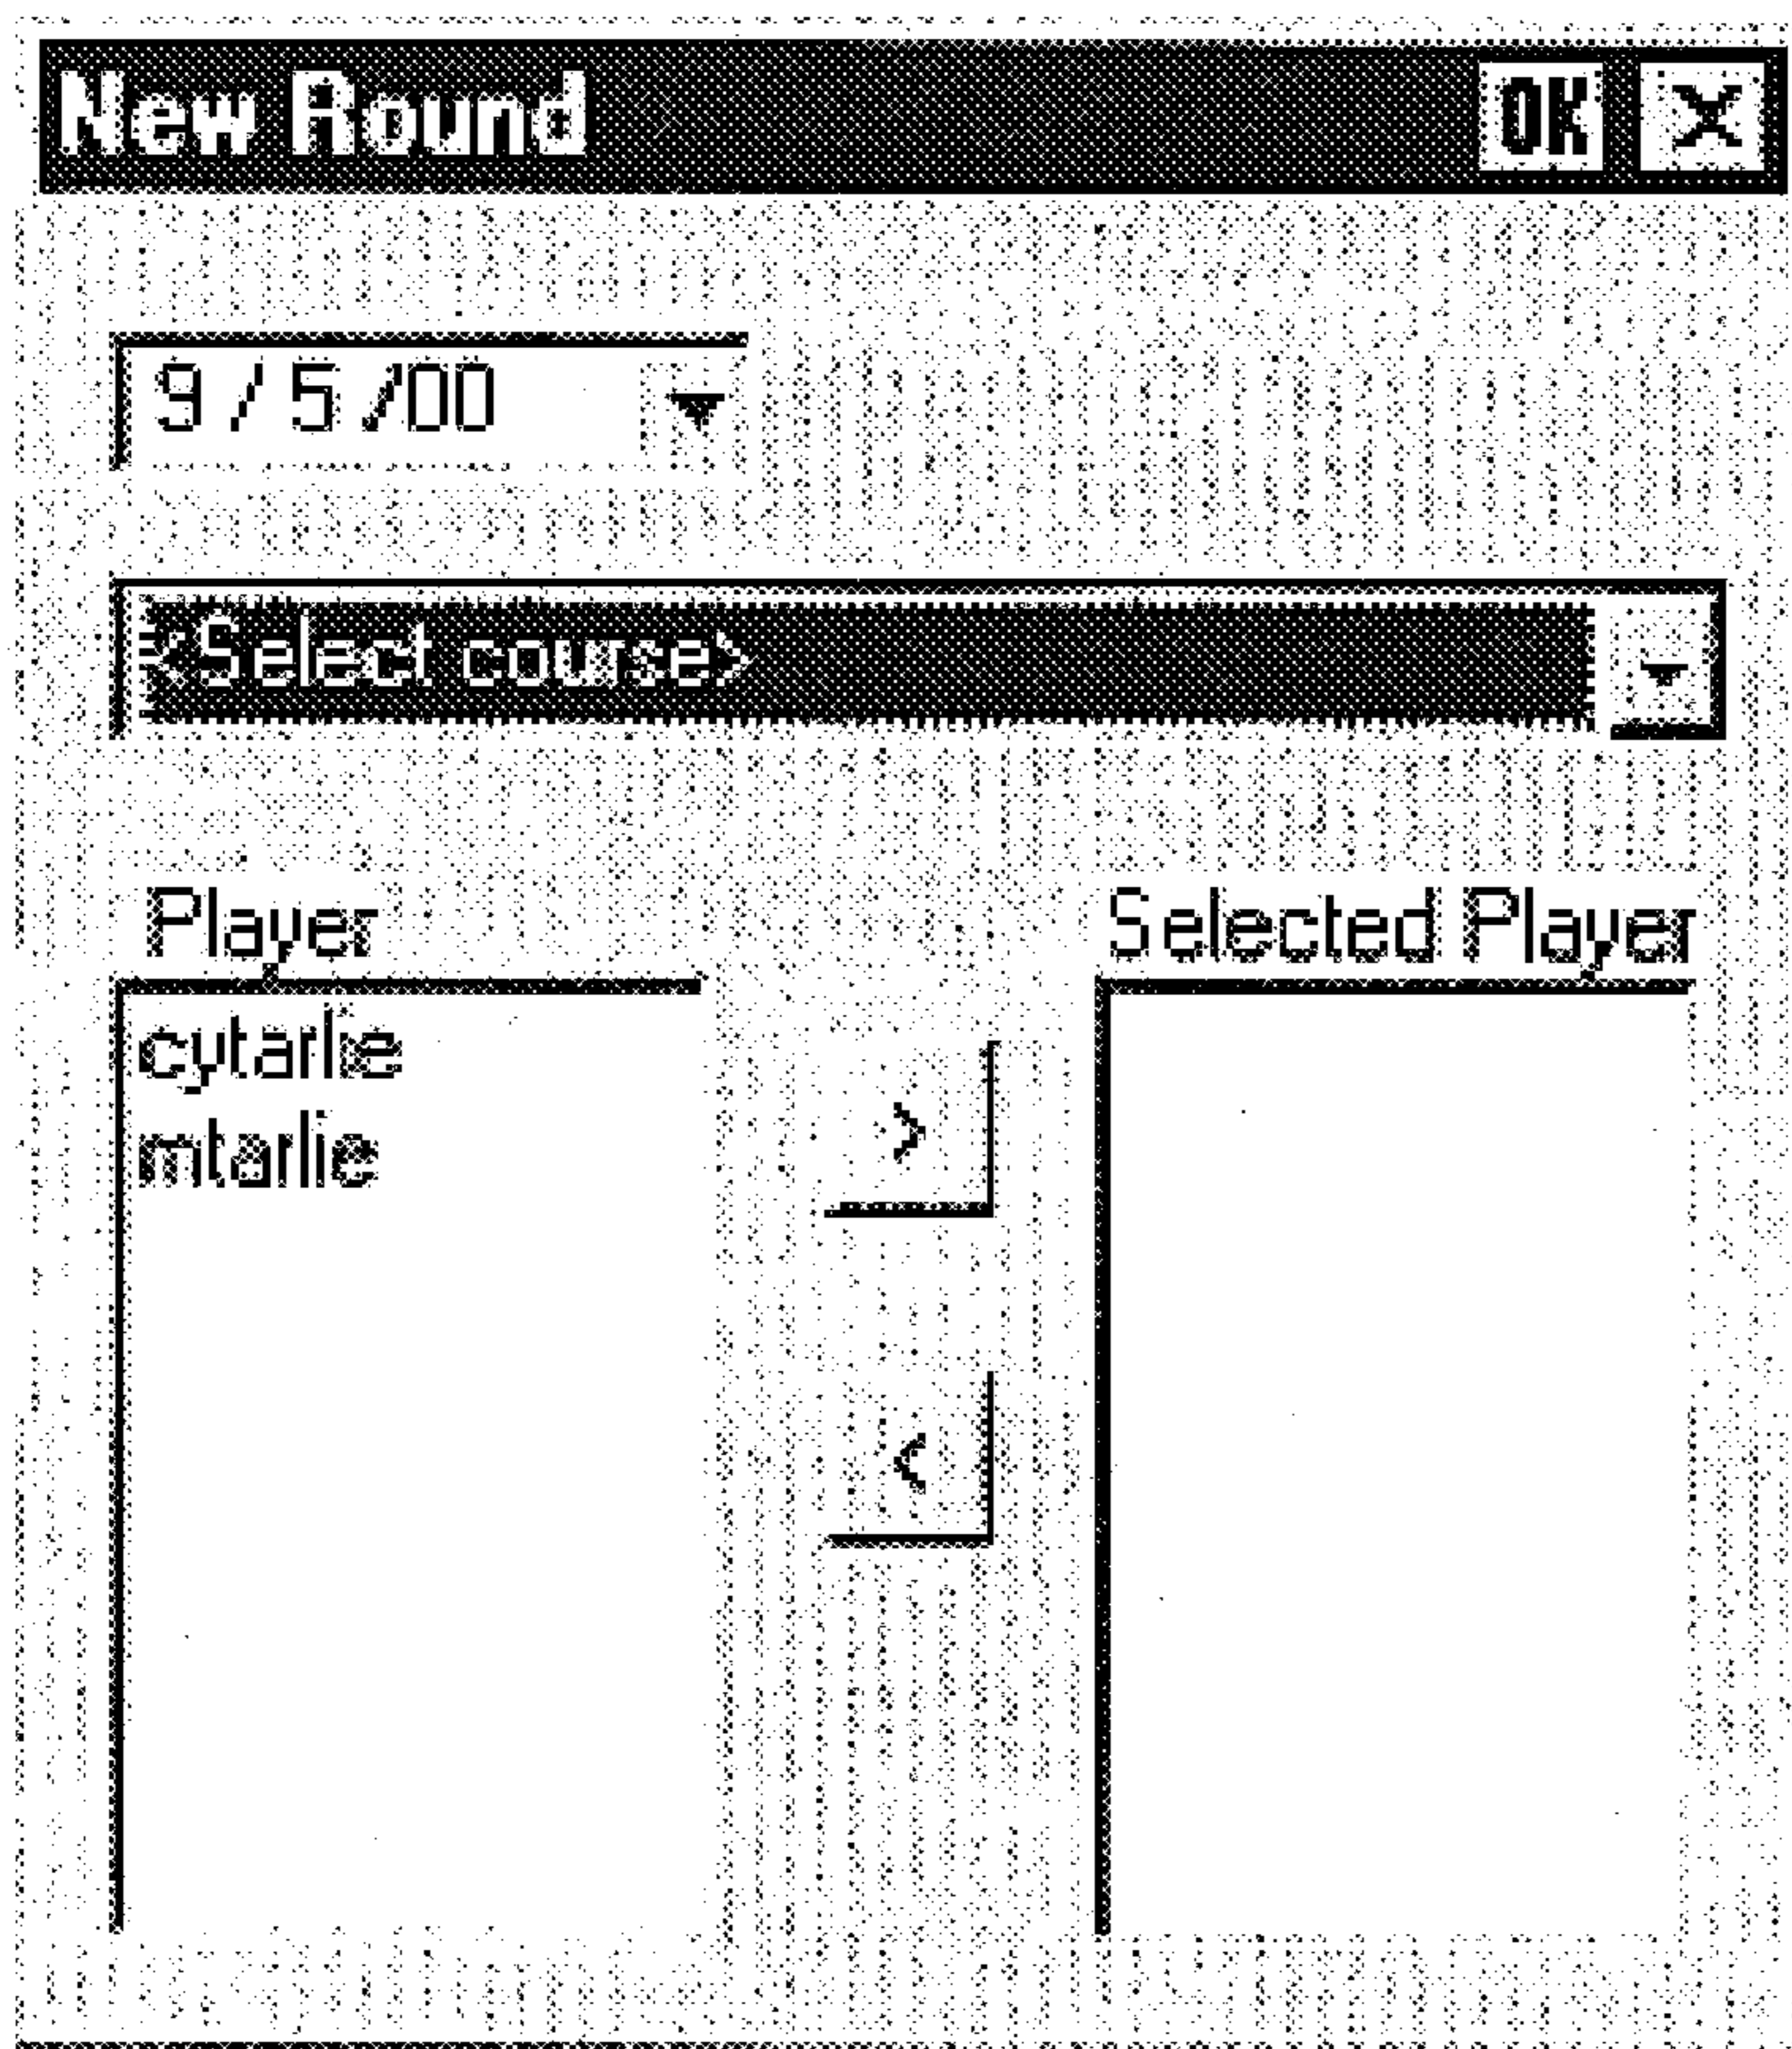 New Round OK X
9 / 5 /00
<Select course>
Player Selected Player
cytarlie
mtarlie
>
<